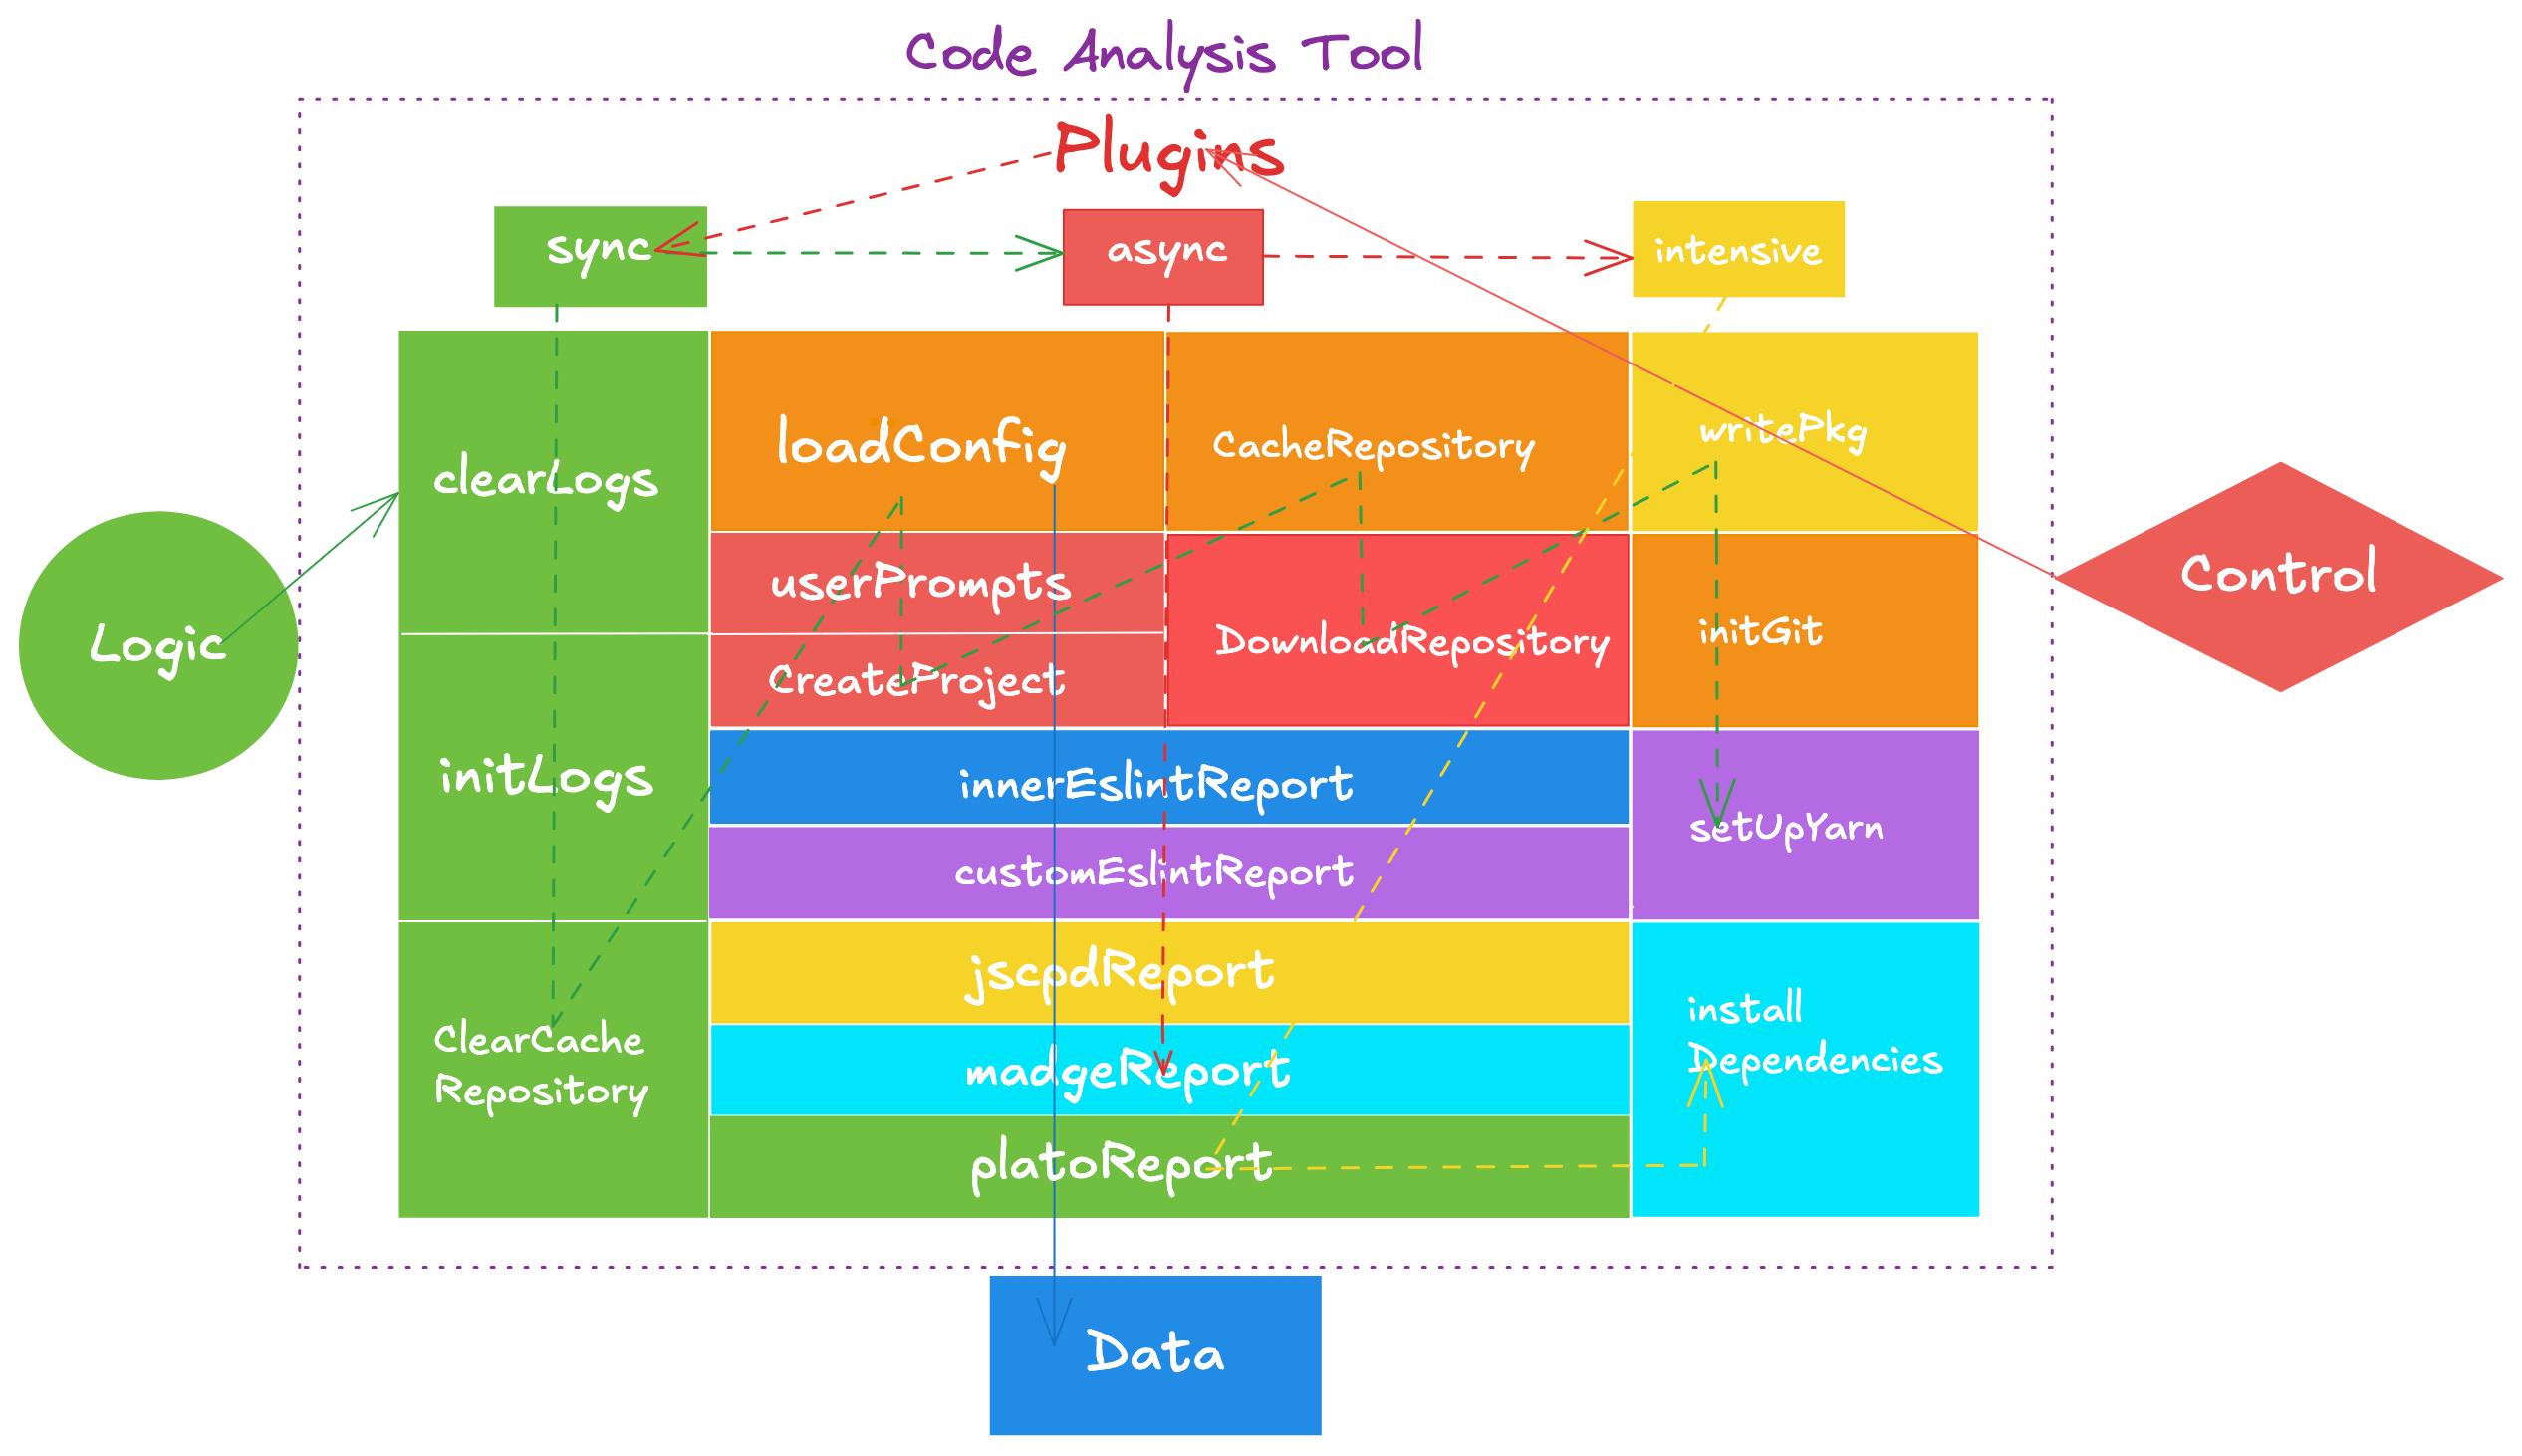 Code Analysis Tool
Plugins
sync
async
intensive
clearLogs
loadConfig
CacheRepository
writePkg
userPrompts
CreateProject
DownloadRepository
initGit
Logic
Control
initLogs
innerEslintReport
customEslintReport
setUpYarn
jscpdReport
ClearCache
Repository
madgeReport
platoReport
install
Dependencies
Data